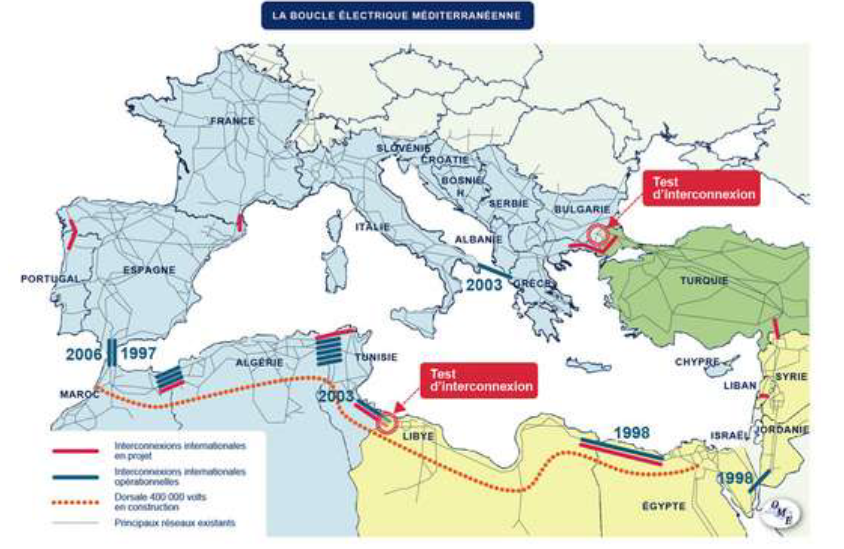 LA BOUCLE ÉLECTRIQUE MÉDITERRANÉENNE
FRANCE
SLOVÉNIE
CROATIE
BOSNIE
H.
SERBIE
BULGARIE
Test
d'interconnexion
ITALIE
ALBANIE
PORTUGAL
ESPAGNE
2003
GRÈCE
TURQUIE
2006
1997
ALGÉRIE
TUNISIE
CHYPRE
MAROC
Test
d'interconnexion
LIBAN
SYRIE
2003
LIBYE
1998
ISRAËL
JORDANIE
1998
ÉGYPTE
Interconnexions internationales
en projet
Interconnexions internationales
opérationnelles
Dorsale 400 000 volts
en construction
Principaux réseaux existants
OME